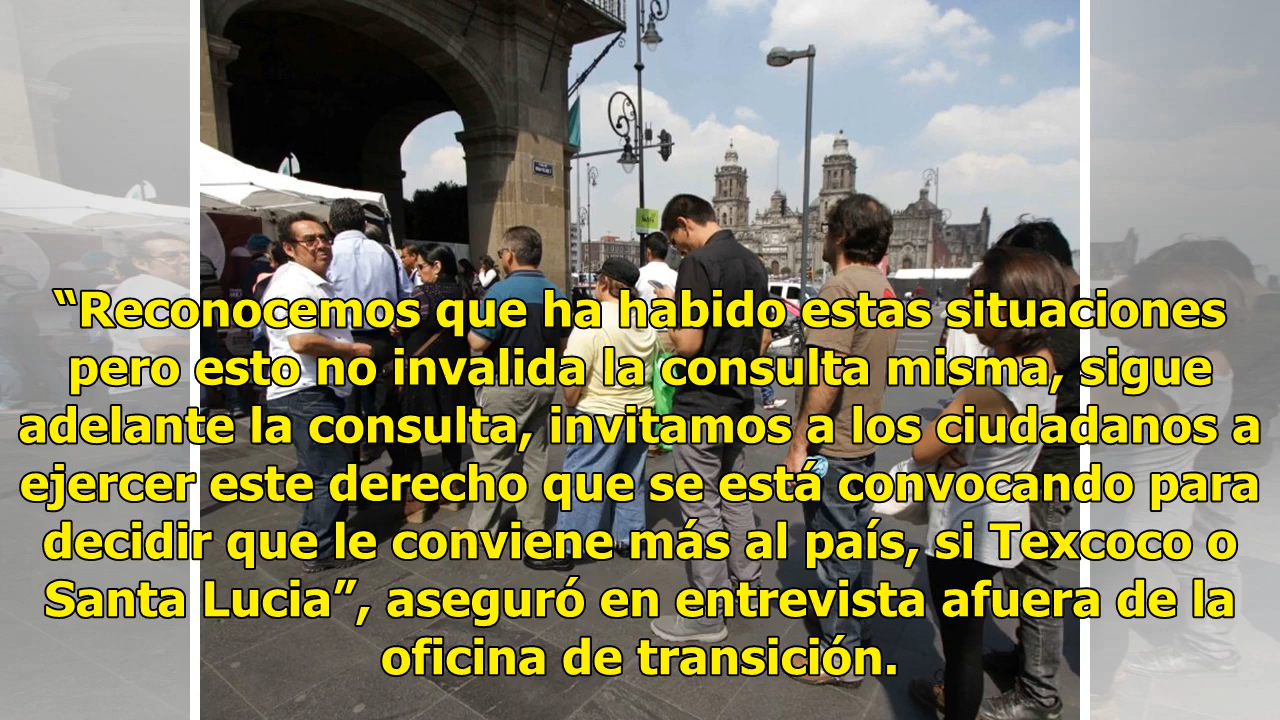 “Reconocemos que ha habido estas situaciones
pero esto no invalida la consulta misma, sigue
adelante la consulta, invitamos a los ciudadanos a
ejercer este derecho que se está convocando para
decidir que le conviene más al país, si Texcoco o
Santa Lucia”, aseguró en entrevista afuera de la
oficina de transición.